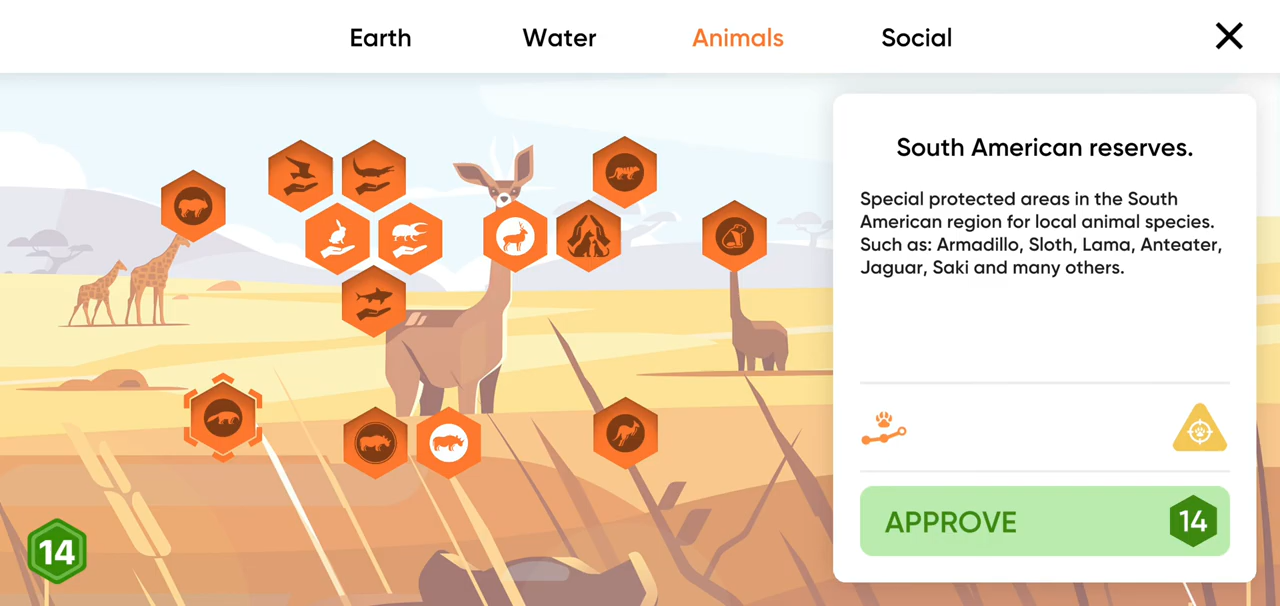 Earth
Water
Animals
Social
South American reserves.
Special protected areas in the South
American region for local animal species.
Such as: Armadillo, Sloth, Lama, Anteater,
Jaguar, Saki and many others.
APPROVE
14
14